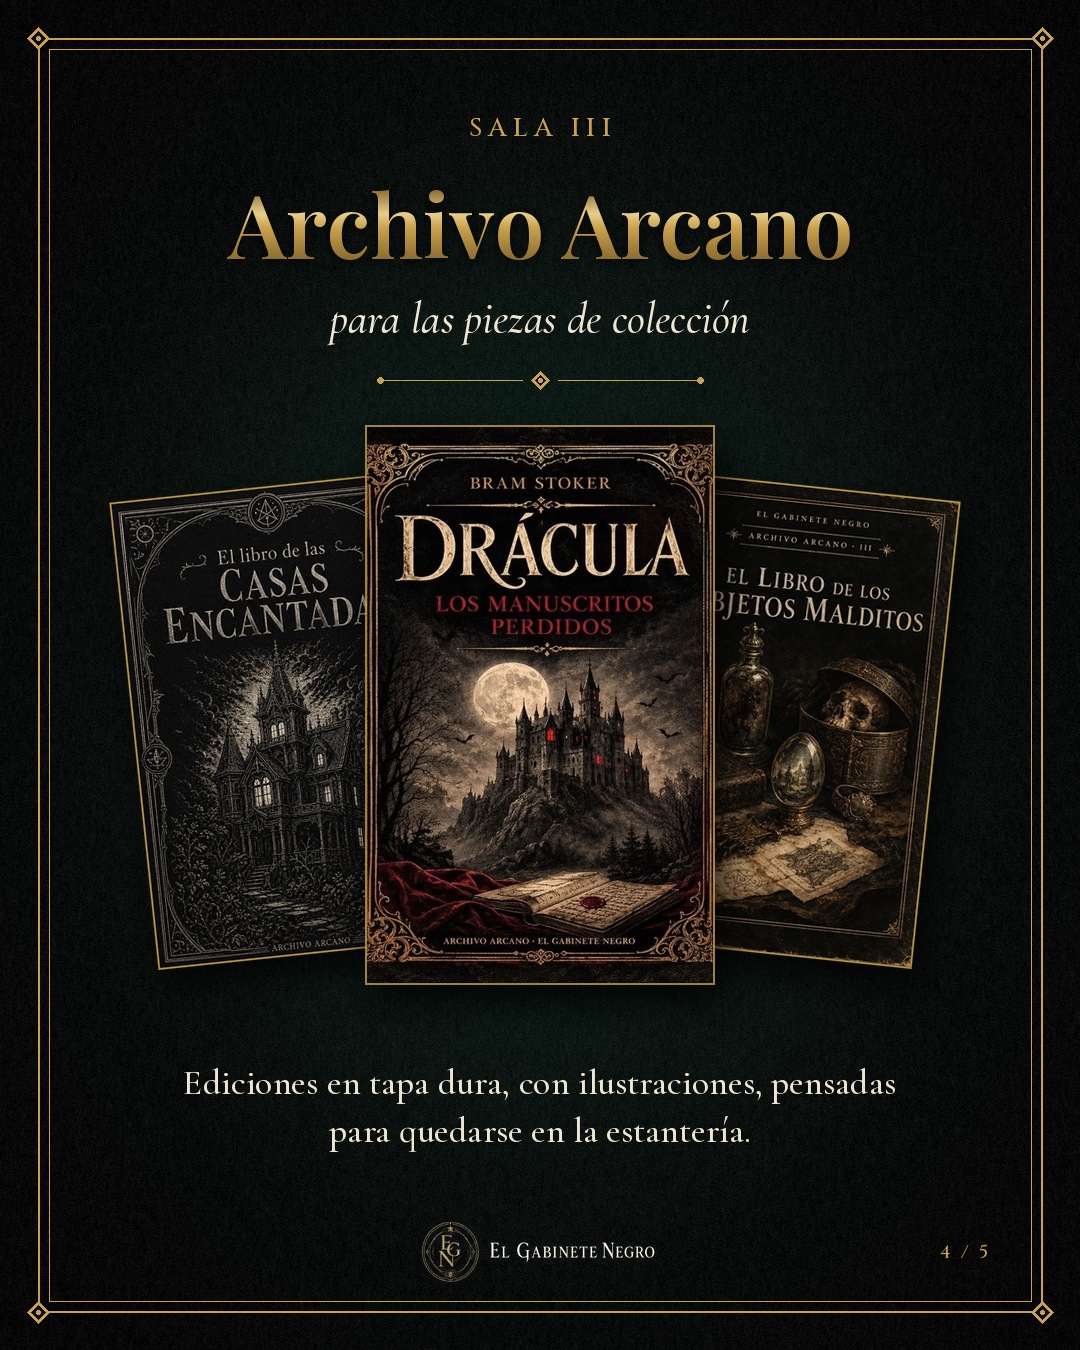 SALA III
Archivo Arcano
para las piezas de colección
El libro de las
CASAS
ENCANTADA
ARCHIVO ARCANO
BRAM STOKER
DRÁCULA
LOS MANUSCRITOS
PERDIDOS
ARCHIVO ARCANO · EL GABINETE NEGRO
EL GABINETE NEGRO
ARCHIVO ARCANO · III
EL LIBRO DE LOS
BJETOS MALDITOS
Ediciones en tapa dura, con ilustraciones, pensadas
para quedarse en la estantería.
EGN
EL GABINETE NEGRO
4 / 5